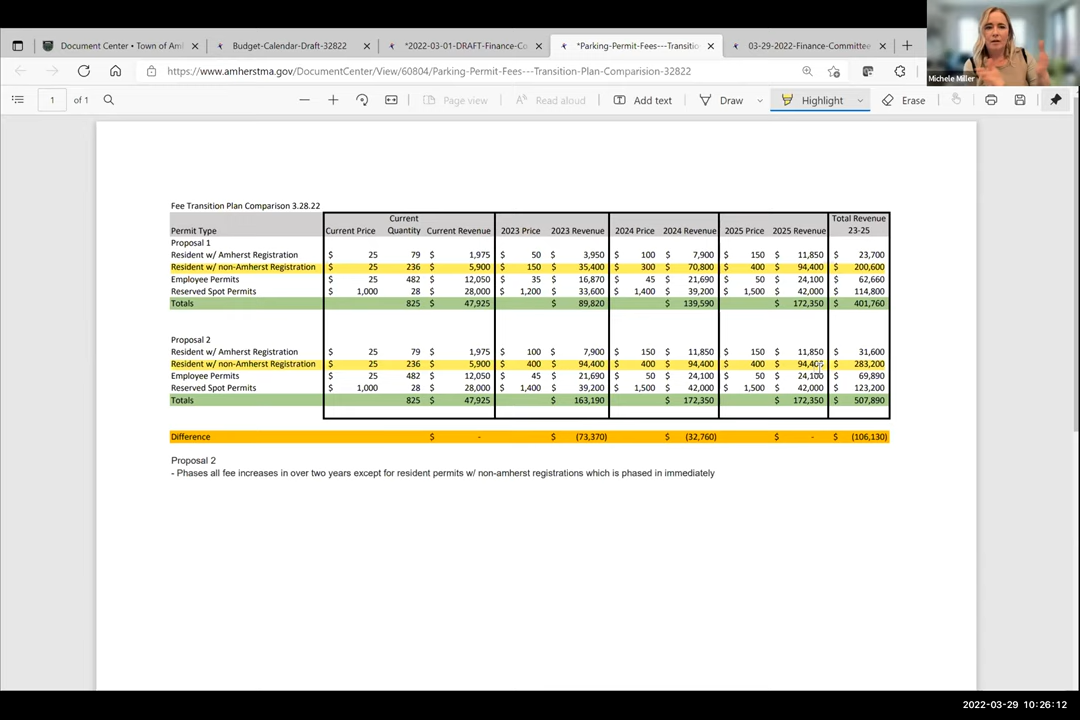 Document Center • Town of Aml
Budget-Calendar-Draft-32822
*2022-03-01-DRAFT-Finance-Co
*Parking-Permit-Fees---Transitio
03-29-2022-Finance-Committee
https://www.amherstma.gov/DocumentCenter/View/60804/Parking-Permit-Fees---Transition-Plan-Comparision-32822
Michele Miller
1 of 1
Page view
Read aloud
Add text
Draw
Highlight
Erase
Fee Transition Plan Comparison 3.28.22
Current Total Revenue
Permit Type Current Price Quantity Current Revenue 2023 Price 2023 Revenue 2024 Price 2024 Revenue 2025 Price 2025 Revenue 23-25
Proposal 1
Resident w/ Amherst Registration $ 25 79 $ 1,975 $ 50 $ 3,950 $ 100 $ 7,900 $ 150 $ 11,850 $ 23,700
Resident w/ non-Amherst Registration $ 25 236 $ 5,900 $ 150 $ 35,400 $ 300 $ 70,800 $ 400 $ 94,400 $ 200,600
Employee Permits $ 25 482 $ 12,050 $ 35 $ 16,870 $ 45 $ 21,690 $ 50 $ 24,100 $ 62,660
Reserved Spot Permits $ 1,000 28 $ 28,000 $ 1,200 $ 33,600 $ 1,400 $ 39,200 $ 1,500 $ 42,000 $ 114,800
Totals 825 $ 47,925 $ 89,820 $ 139,590 $ 172,350 $ 401,760
Proposal 2
Resident w/ Amherst Registration $ 25 79 $ 1,975 $ 100 $ 7,900 $ 150 $ 11,850 $ 150 $ 11,850 $ 31,600
Resident w/ non-Amherst Registration $ 25 236 $ 5,900 $ 400 $ 94,400 $ 400 $ 94,400 $ 400 $ 94,400 $ 283,200
Employee Permits $ 25 482 $ 12,050 $ 45 $ 21,690 $ 50 $ 24,100 $ 50 $ 24,100 $ 69,890
Reserved Spot Permits $ 1,000 28 $ 28,000 $ 1,400 $ 39,200 $ 1,500 $ 42,000 $ 1,500 $ 42,000 $ 123,200
Totals 825 $ 47,925 $ 163,190 $ 172,350 $ 172,350 $ 507,890
Difference $ - $ (73,370) $ (32,760) $ - $ (106,130)
Proposal 2
- Phases all fee increases in over two years except for resident permits w/ non-amherst registrations which is phased in immediately
2022-03-29 10:26:12